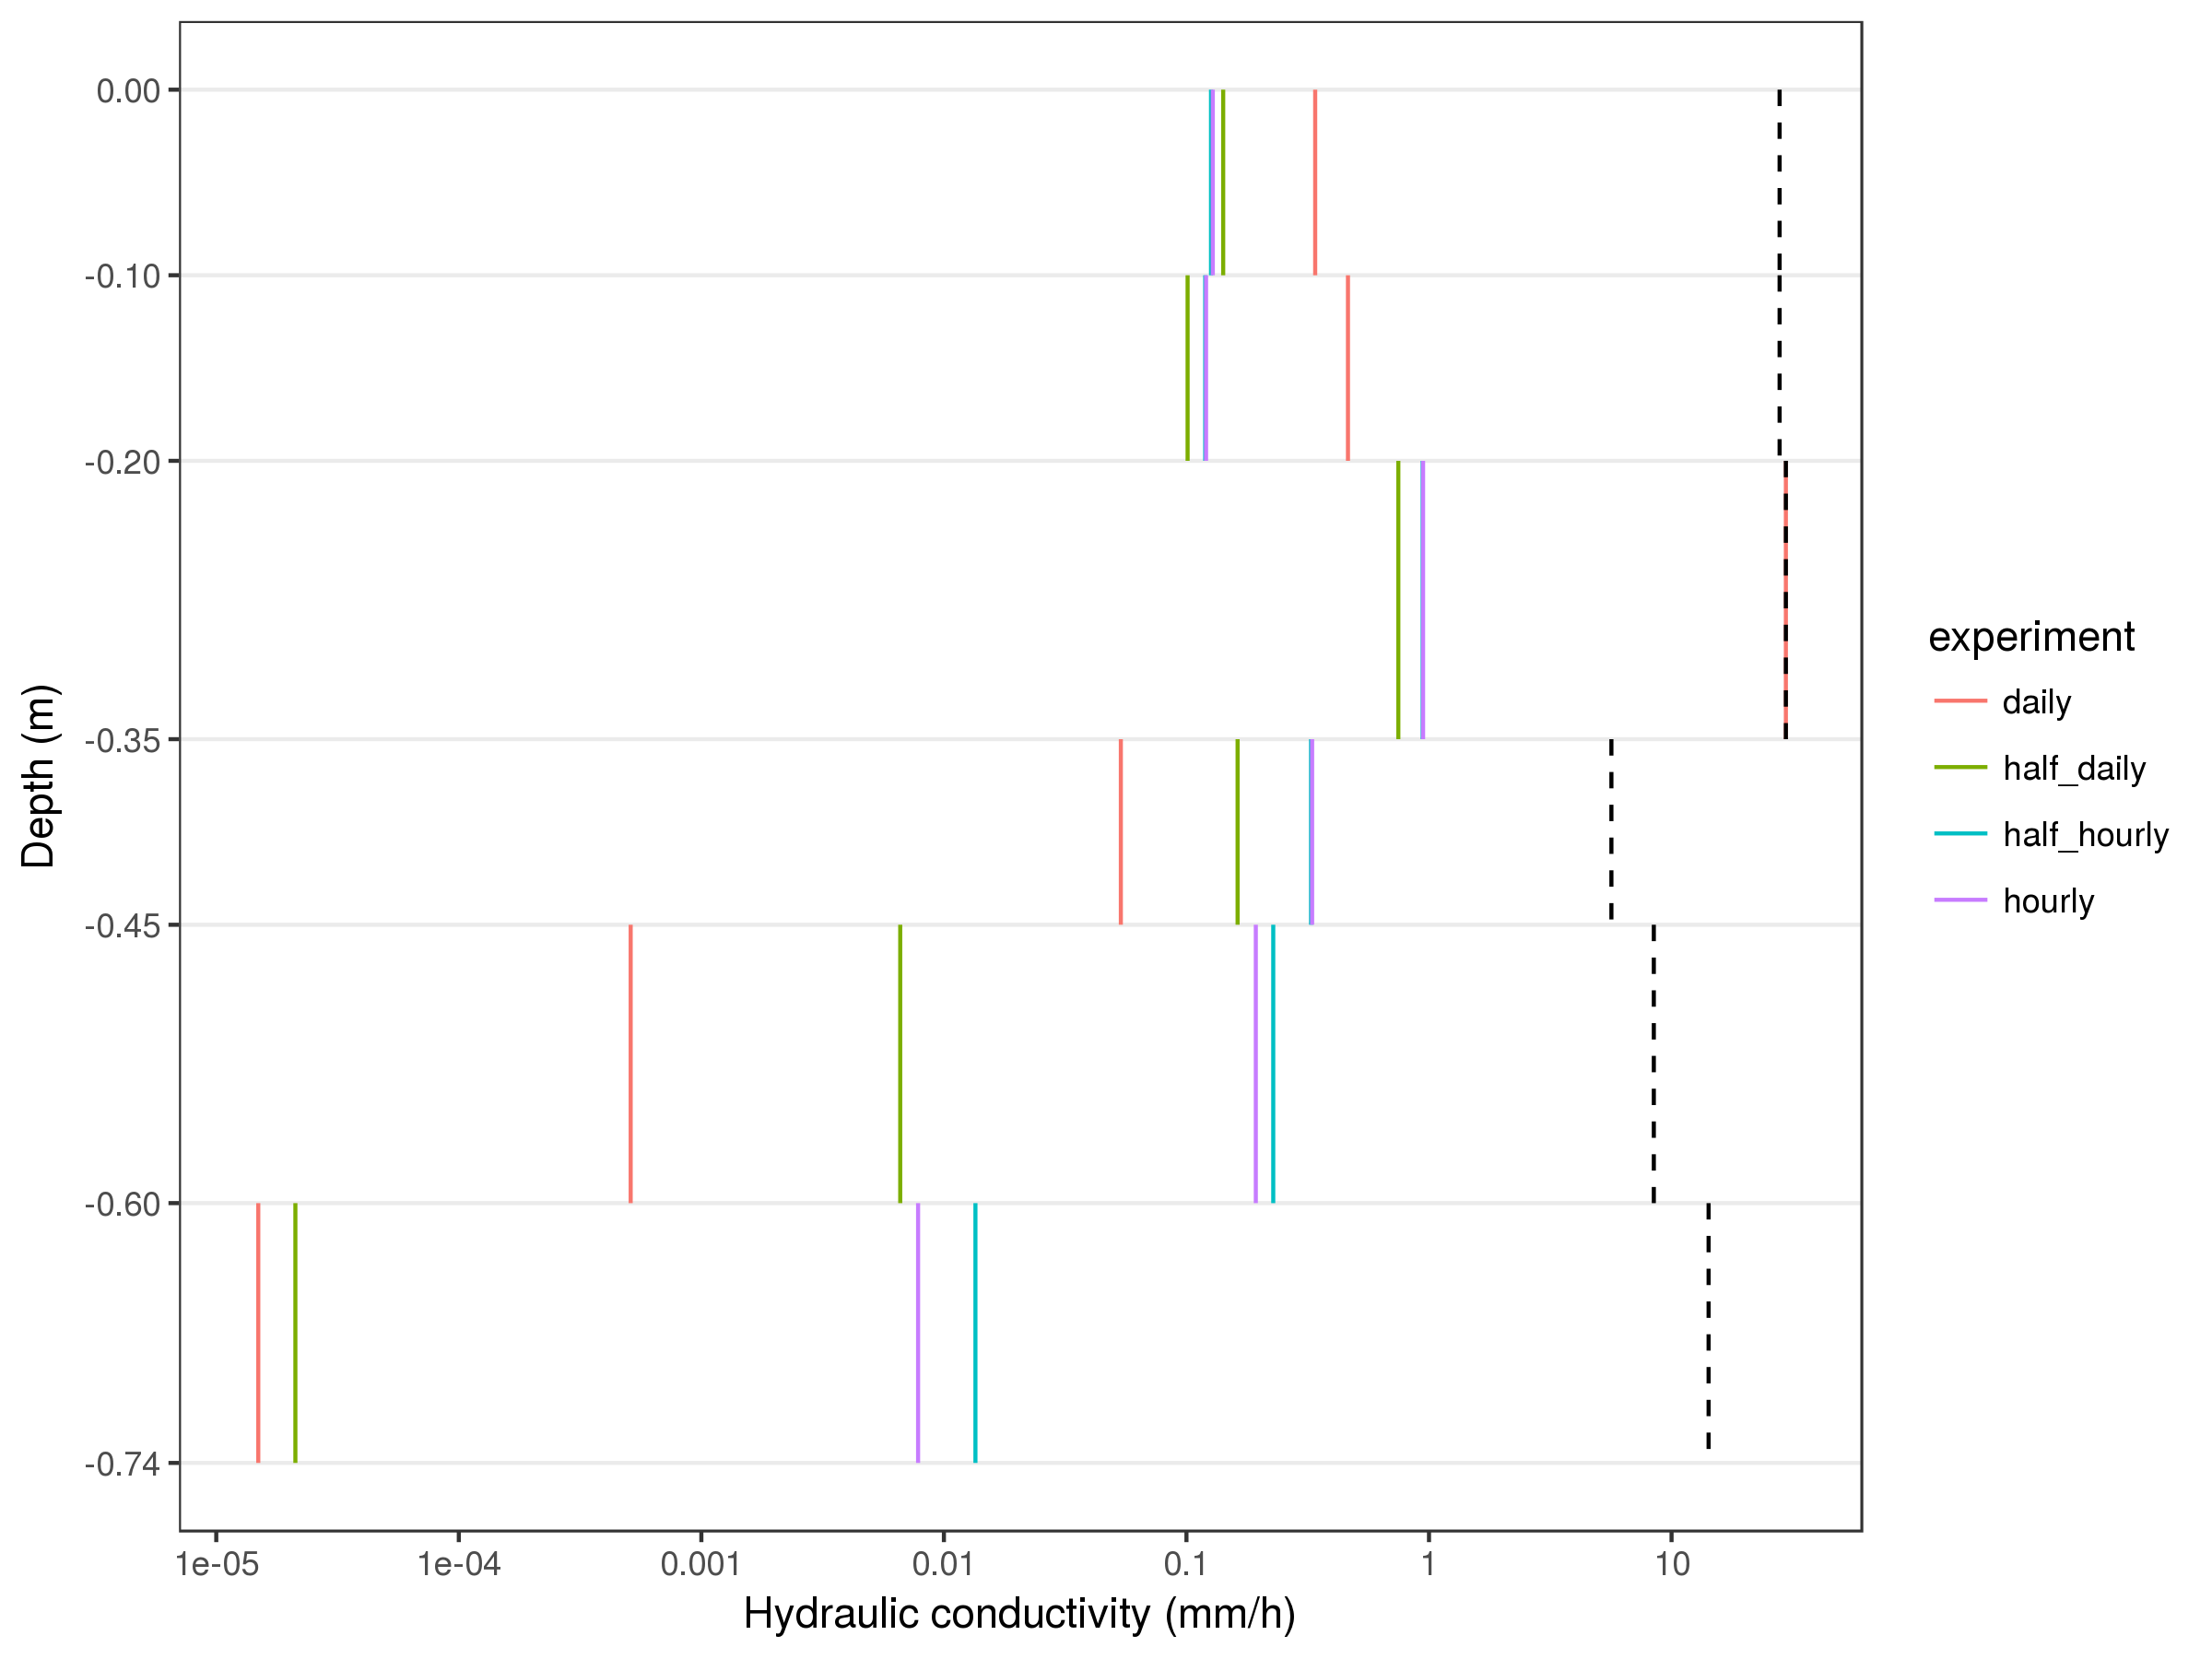 0.00
-0.10
-0.20
-0.35
-0.45
-0.60
-0.74
Depth (m)
1e-05 1e-04 0.001 0.01 0.1 1 10
Hydraulic conductivity (mm/h)
experiment
daily
half_daily
half_hourly
hourly